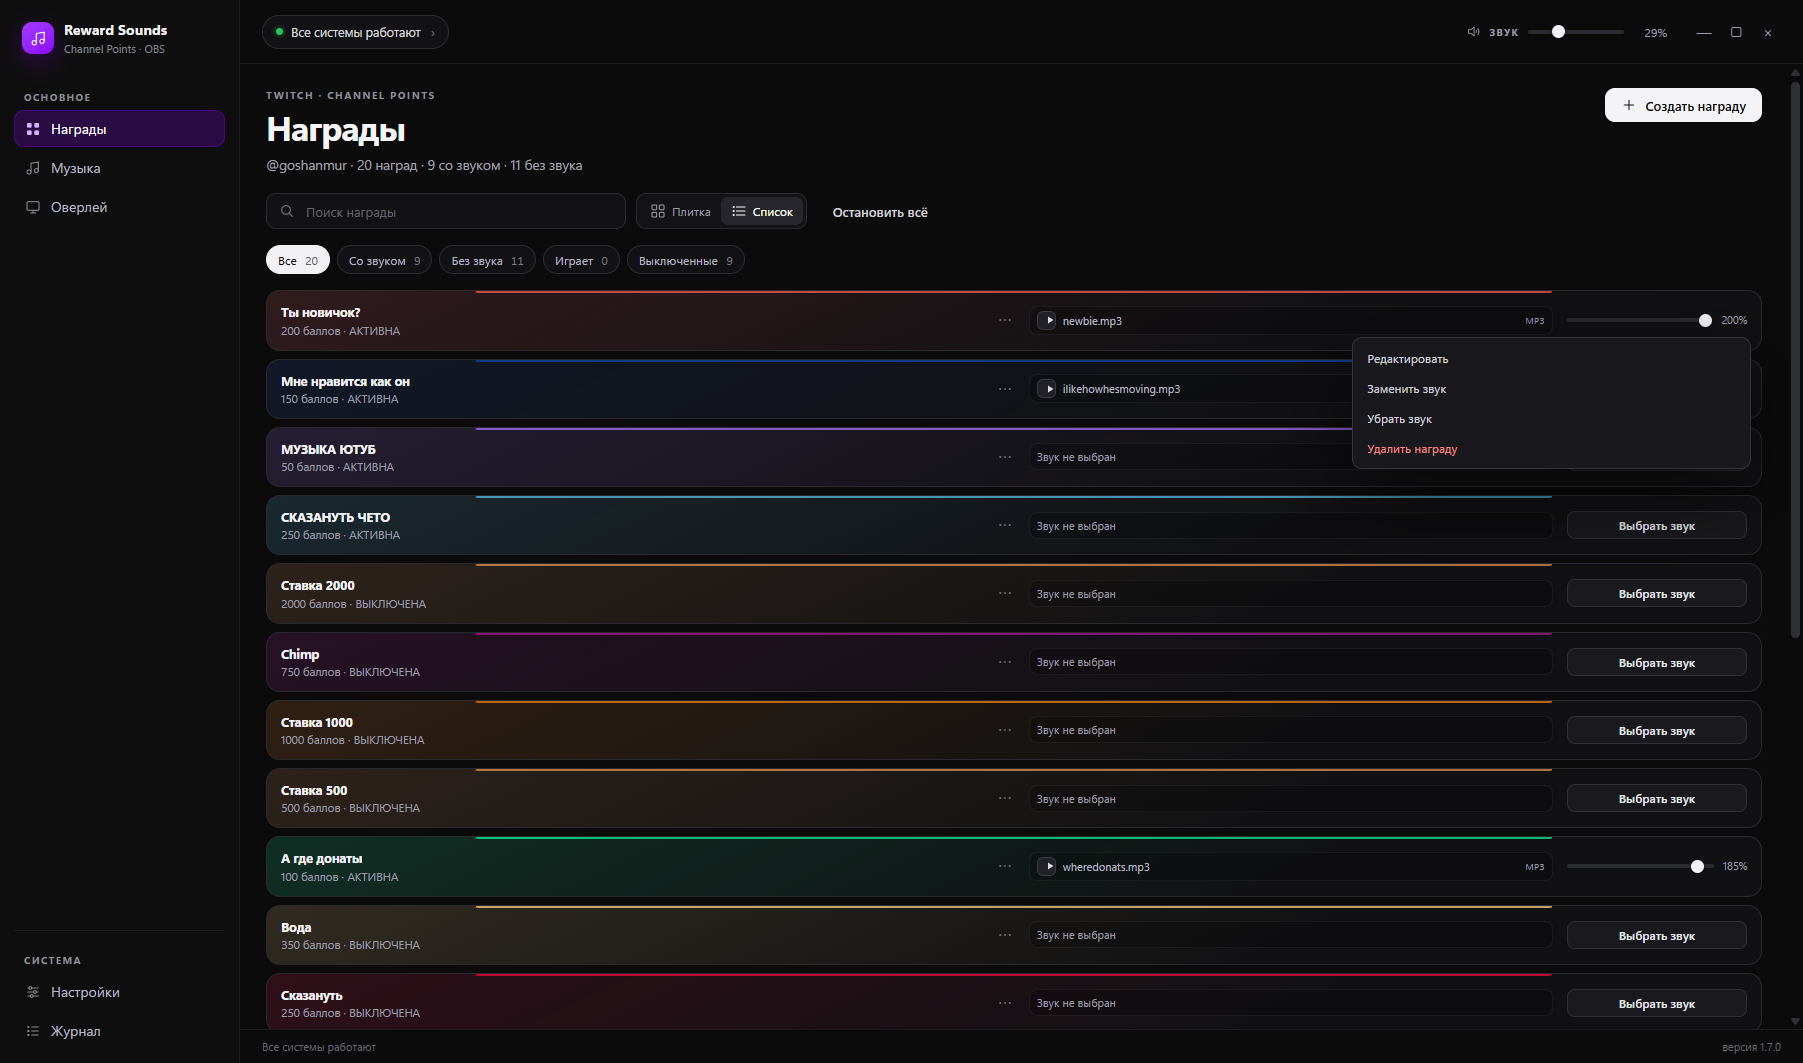 Reward Sounds
Channel Points · OBS
ОСНОВНОЕ
Награды
Музыка
Оверлей
СИСТЕМА
Настройки
Журнал
Все системы работают ›
ЗВУК
29%
TWITCH · CHANNEL POINTS
Награды
@goshanmur · 20 наград · 9 со звуком · 11 без звука
+ Создать награду
Поиск награды
Плитка
Список
Остановить всё
Все 20
Со звуком 9
Без звука 11
Играет 0
Выключенные 9
Ты новичок?
200 баллов · АКТИВНА
newbie.mp3
MP3
200%
Редактировать
Заменить звук
Убрать звук
Удалить награду
Мне нравится как он
150 баллов · АКТИВНА
ilikehowhesmoving.mp3
МУЗЫКА ЮТУБ
50 баллов · АКТИВНА
Звук не выбран
СКАЗАНУТЬ ЧЕТО
250 баллов · АКТИВНА
Звук не выбран
Выбрать звук
Ставка 2000
2000 баллов · ВЫКЛЮЧЕНА
Звук не выбран
Выбрать звук
Chimp
750 баллов · ВЫКЛЮЧЕНА
Звук не выбран
Выбрать звук
Ставка 1000
1000 баллов · ВЫКЛЮЧЕНА
Звук не выбран
Выбрать звук
Ставка 500
500 баллов · ВЫКЛЮЧЕНА
Звук не выбран
Выбрать звук
А где донаты
100 баллов · АКТИВНА
wheredonats.mp3
MP3
185%
Вода
350 баллов · ВЫКЛЮЧЕНА
Звук не выбран
Выбрать звук
Сказануть
250 баллов · ВЫКЛЮЧЕНА
Звук не выбран
Выбрать звук
Все системы работают
версия 1.7.0